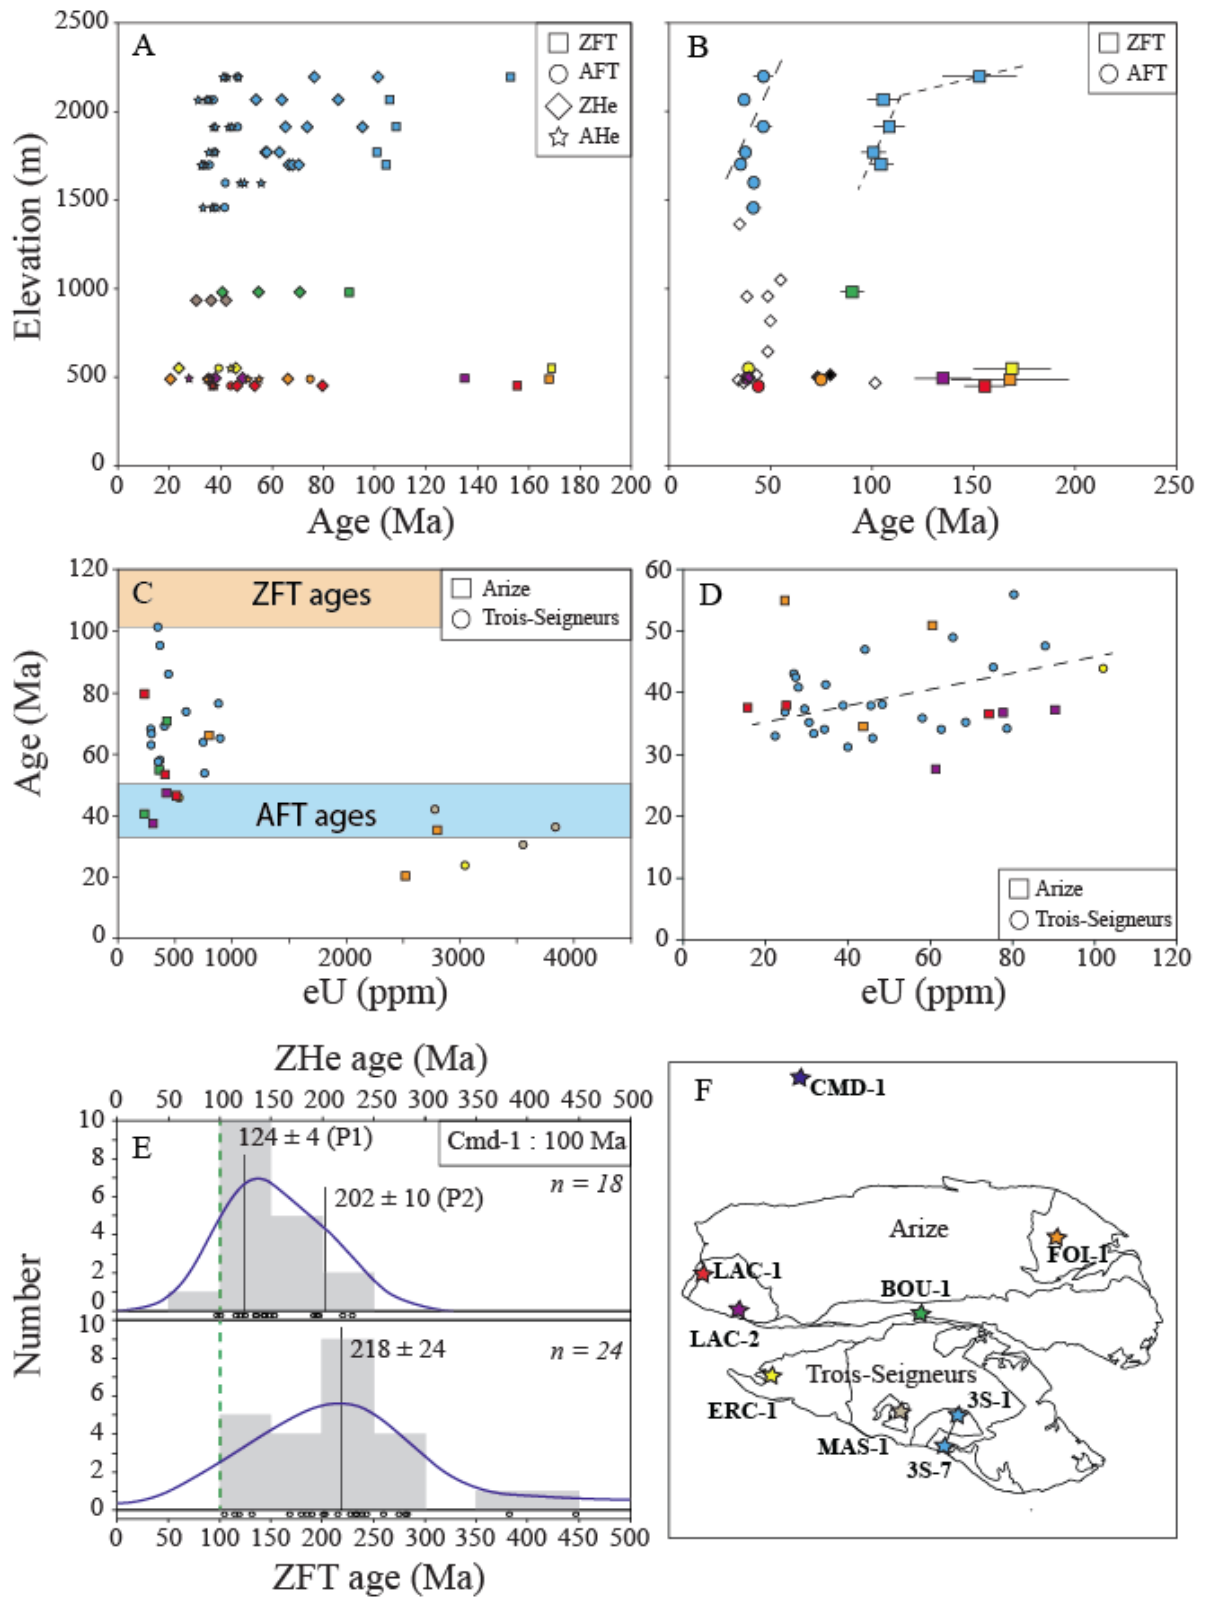 A
ZFT
AFT
ZHe
AHe
2500
2000
1500
1000
500
0
Elevation (m)
0 20 40 60 80 100 120 140 160 180 200
Age (Ma)
B
ZFT
AFT
0 50 100 150 200 250
Age (Ma)
C
ZFT ages
AFT ages
Arize
Trois-Seigneurs
120
100
80
60
40
20
0
Age (Ma)
0 500 1000 2000 3000 4000
eU (ppm)
D
60
50
40
30
20
10
0
Arize
Trois-Seigneurs
0 20 40 60 80 100 120
eU (ppm)
ZHe age (Ma)
0 50 100 150 200 250 300 350 400 450 500
E
124 ± 4 (P1)
Cmd-1 : 100 Ma
202 ± 10 (P2)
n = 18
10
8
6
4
2
0
Number
218 ± 24
n = 24
10
8
6
4
2
0
0 50 100 150 200 250 300 350 400 450 500
ZFT age (Ma)
F
CMD-1
Arize
FOI-1
LAC-1
BOU-1
LAC-2
Trois-Seigneurs
ERC-1
3S-1
MAS-1
3S-7